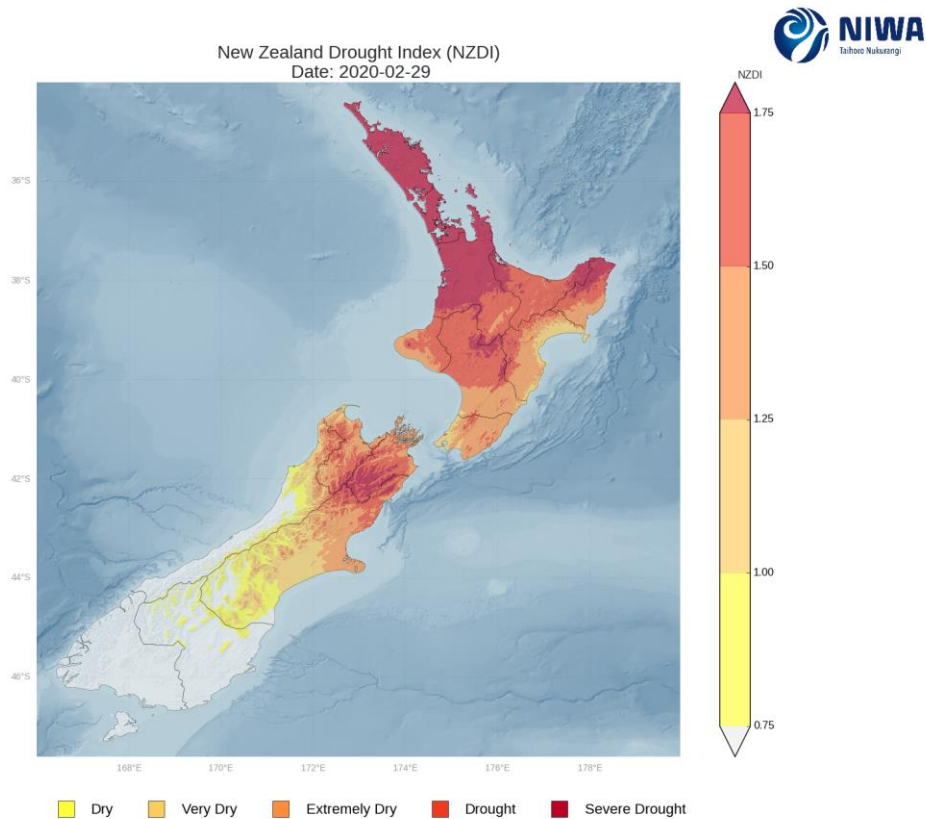 NIWA
Taihoro Nukurangi
New Zealand Drought Index (NZDI)
Date: 2020-02-29
NZDI
1.75
1.50
1.25
1.00
0.75
36°S
38°S
40°S
42°S
44°S
46°S
168°E 170°E 172°E 174°E 176°E 178°E
Dry Very Dry Extremely Dry Drought Severe Drought